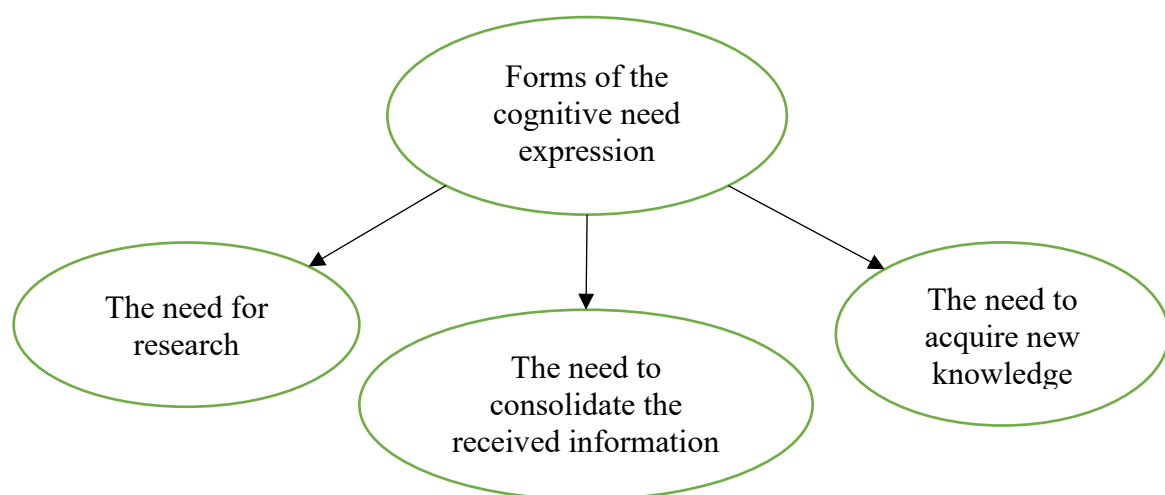 Forms of the
cognitive need
expression
The need for
research
The need to
consolidate the
received information
The need to
acquire new
knowledge